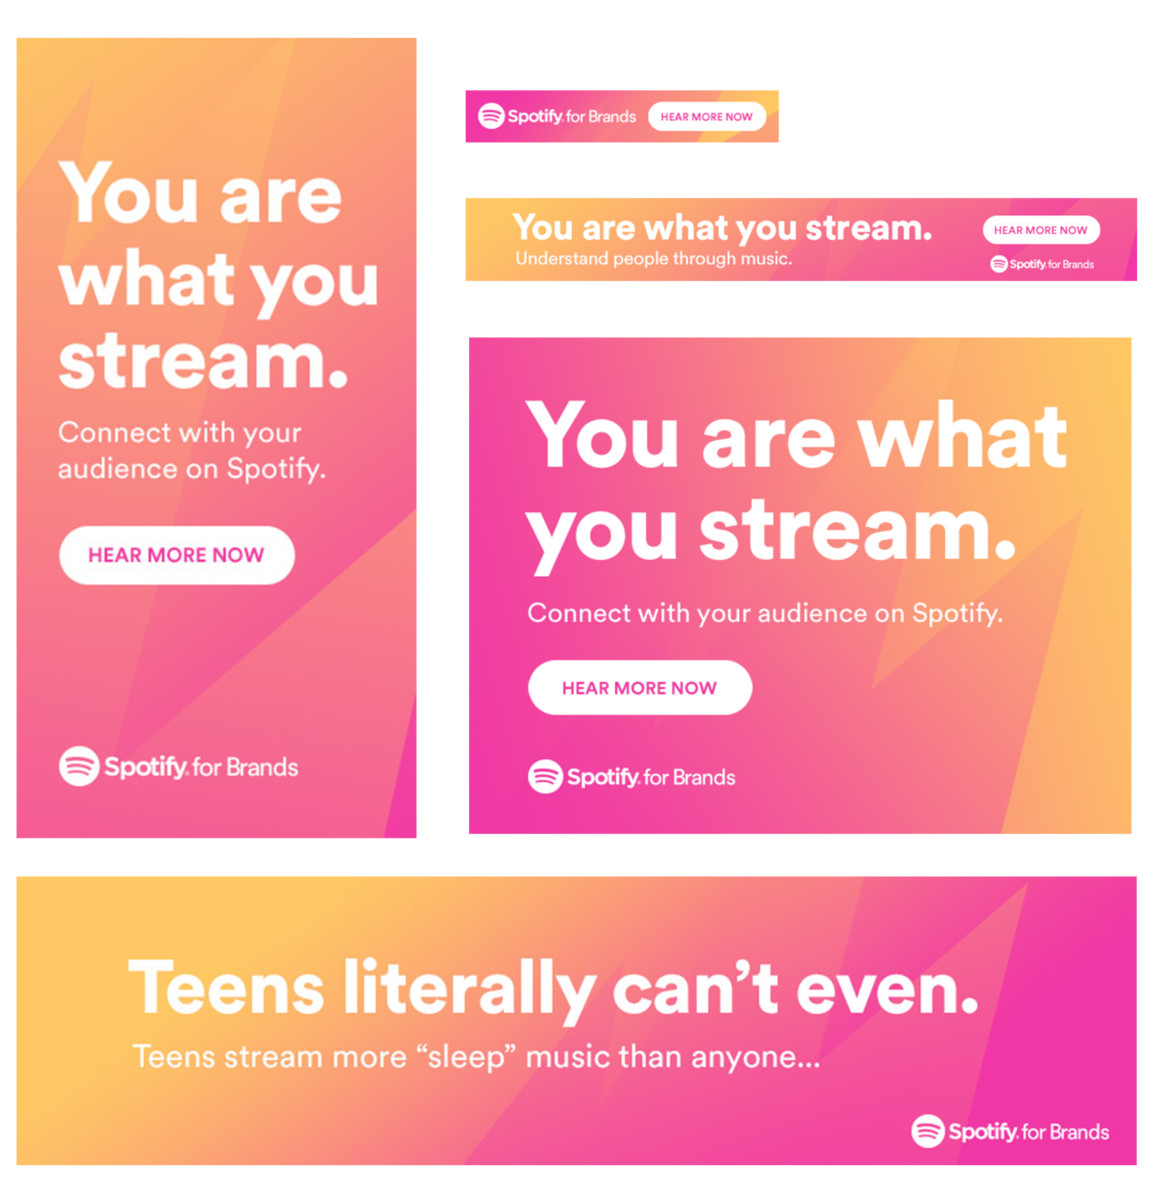 You are
what you
stream.
Connect with your
audience on Spotify.
HEAR MORE NOW
Spotify for Brands
Spotify for Brands
HEAR MORE NOW
You are what you stream.
Understand people through music.
HEAR MORE NOW
Spotify for Brands
You are what
you stream.
Connect with your audience on Spotify.
HEAR MORE NOW
Spotify for Brands
Teens literally can’t even.
Teens stream more “sleep” music than anyone...
Spotify for Brands